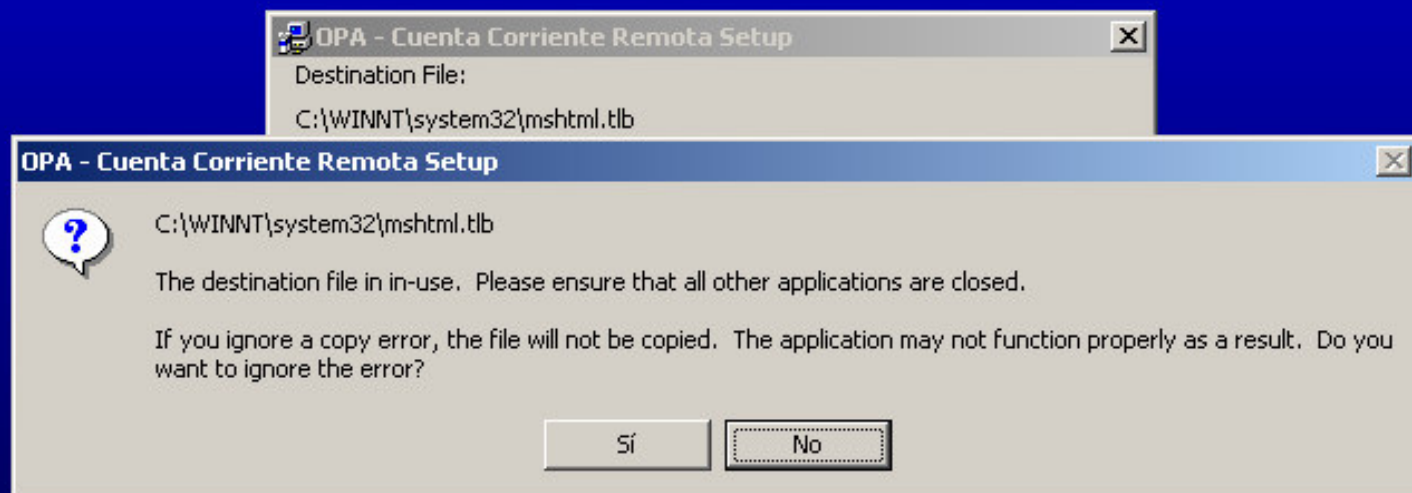 OPA - Cuenta Corriente Remota Setup
Destination File:
C:\WINNT\system32\mshtml.tlb
OPA - Cuenta Corriente Remota Setup
C:\WINNT\system32\mshtml.tlb
The destination file in in-use.  Please ensure that all other applications are closed.
If you ignore a copy error, the file will not be copied.  The application may not function properly as a result.  Do you
want to ignore the error?
Sí
No